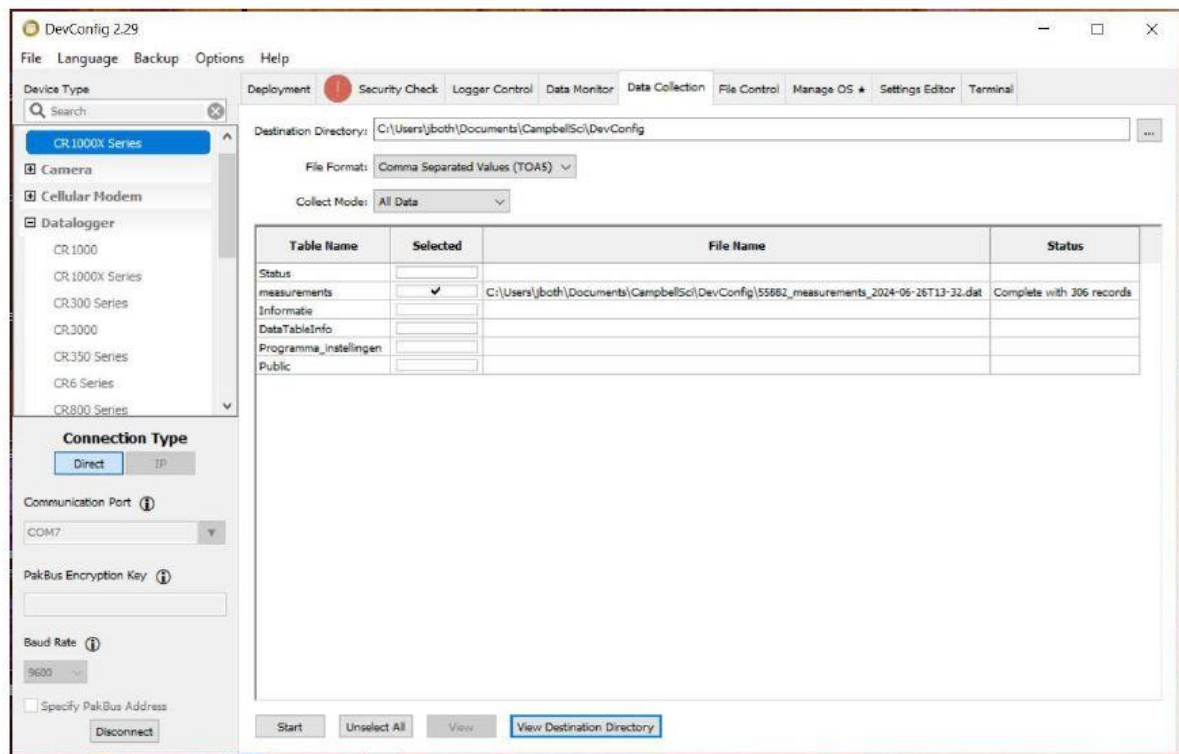 DevConfig 2.29
File Language Backup Options Help
Device Type
Search
CR1000X Series
Camera
Cellular Modem
Datalogger
CR1000
CR1000X Series
CR300 Series
CR3000
CR350 Series
CR6 Series
CR800 Series
Connection Type
Direct IP
Communication Port
COM7
PakBus Encryption Key
Baud Rate
9600
Specify PakBus Address
Disconnect
Deployment ! Security Check Logger Control Data Monitor Data Collection File Control Manage OS ★ Settings Editor Terminal
Destination Directory: C:\Users\jboth\Documents\CampbellSci\DevConfig ...
File Format: Comma Separated Values (TOA5)
Collect Mode: All Data
Table Name Selected File Name Status
Status
measurements ✔ C:\Users\jboth\Documents\CampbellSci\DevConfig\55882_measurements_2024-06-26T13-32.dat Complete with 306 records
Informatie
DataTableInfo
Programma_instellingen
Public
Start Unselect All View View Destination Directory